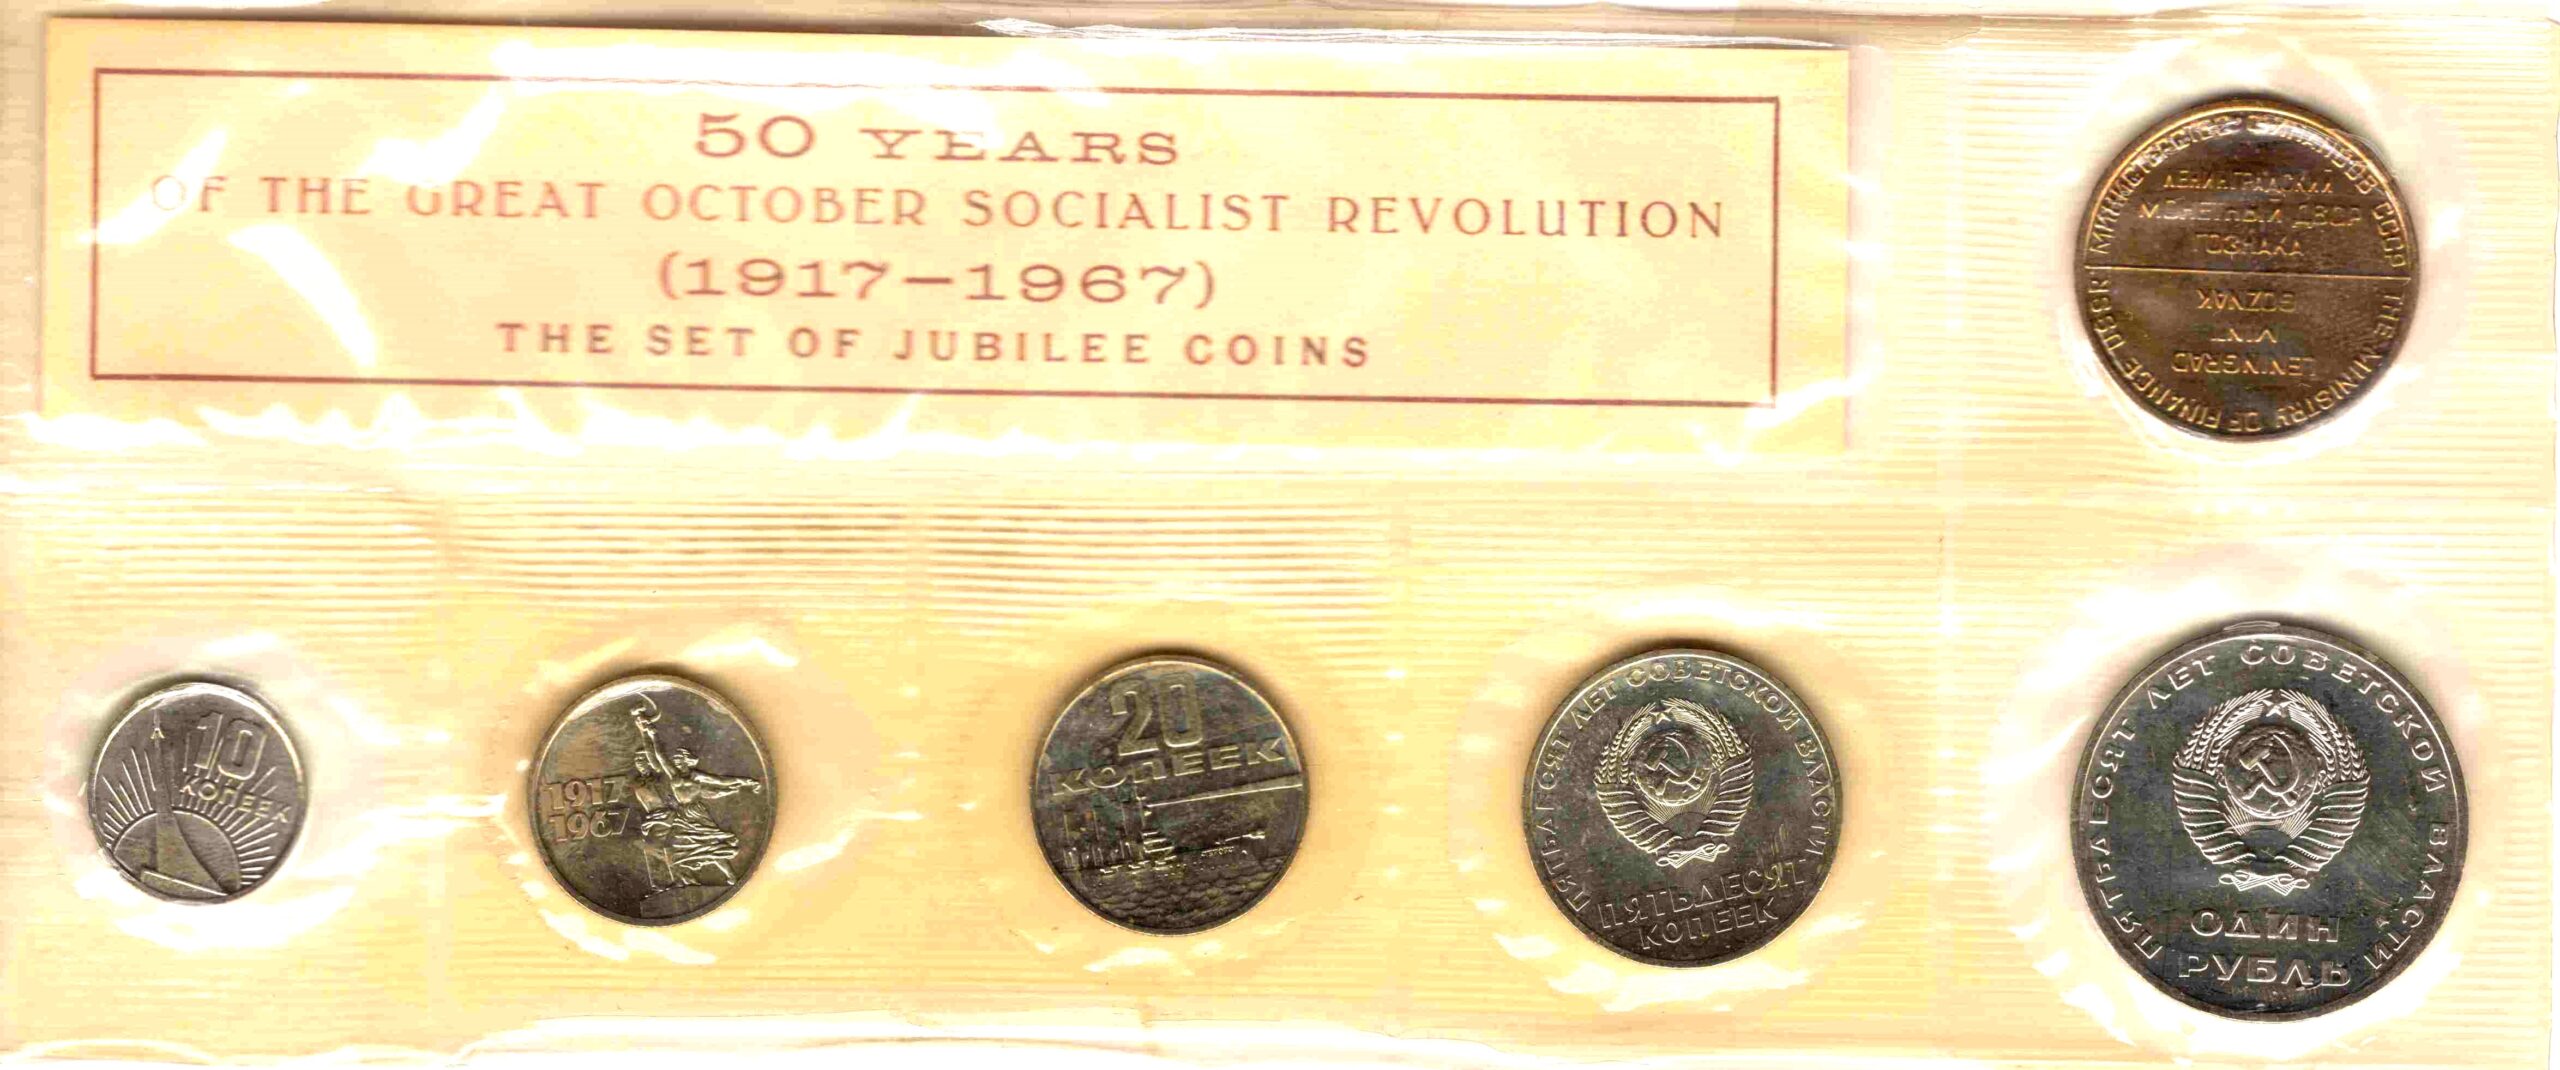 50 YEARS
OF THE GREAT OCTOBER SOCIALIST REVOLUTION
(1917–1967)
THE SET OF JUBILEE COINS
МИНИСТЕРСТВО ФИНАНСОВ СССР
ЛЕНИНГРАДСКИЙ
МОНЕТНЫЙ ДВОР
ГОЗНАКА
THE MINISTRY OF FINANCE USSR
LENINGRAD
MINT
GOZNAK
10
КОПЕЕК
1917
1967
20
КОПЕЕК
ПЯТЬДЕСЯТ ЛЕТ СОВЕТСКОЙ ВЛАСТИ
ПЯТЬДЕСЯТ
КОПЕЕК
ПЯТЬДЕСЯТ ЛЕТ СОВЕТСКОЙ ВЛАСТИ
ОДИН
РУБЛЬ